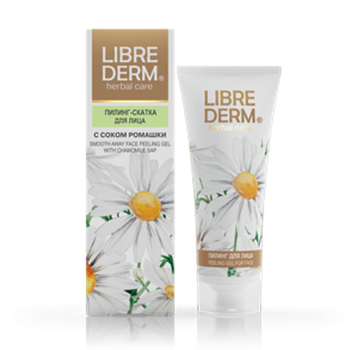 LIBRE
DERM®
herbal care
ПИЛИНГ-СКАТКА
ДЛЯ ЛИЦА
С СОКОМ РОМАШКИ
SMOOTH-AWAY FACE PEELING GEL
WITH CHAMOMILE SAP
LIBRE
DERM®
herbal care
ПИЛИНГ ДЛЯ ЛИЦА
PEELING GEL FOR FACE